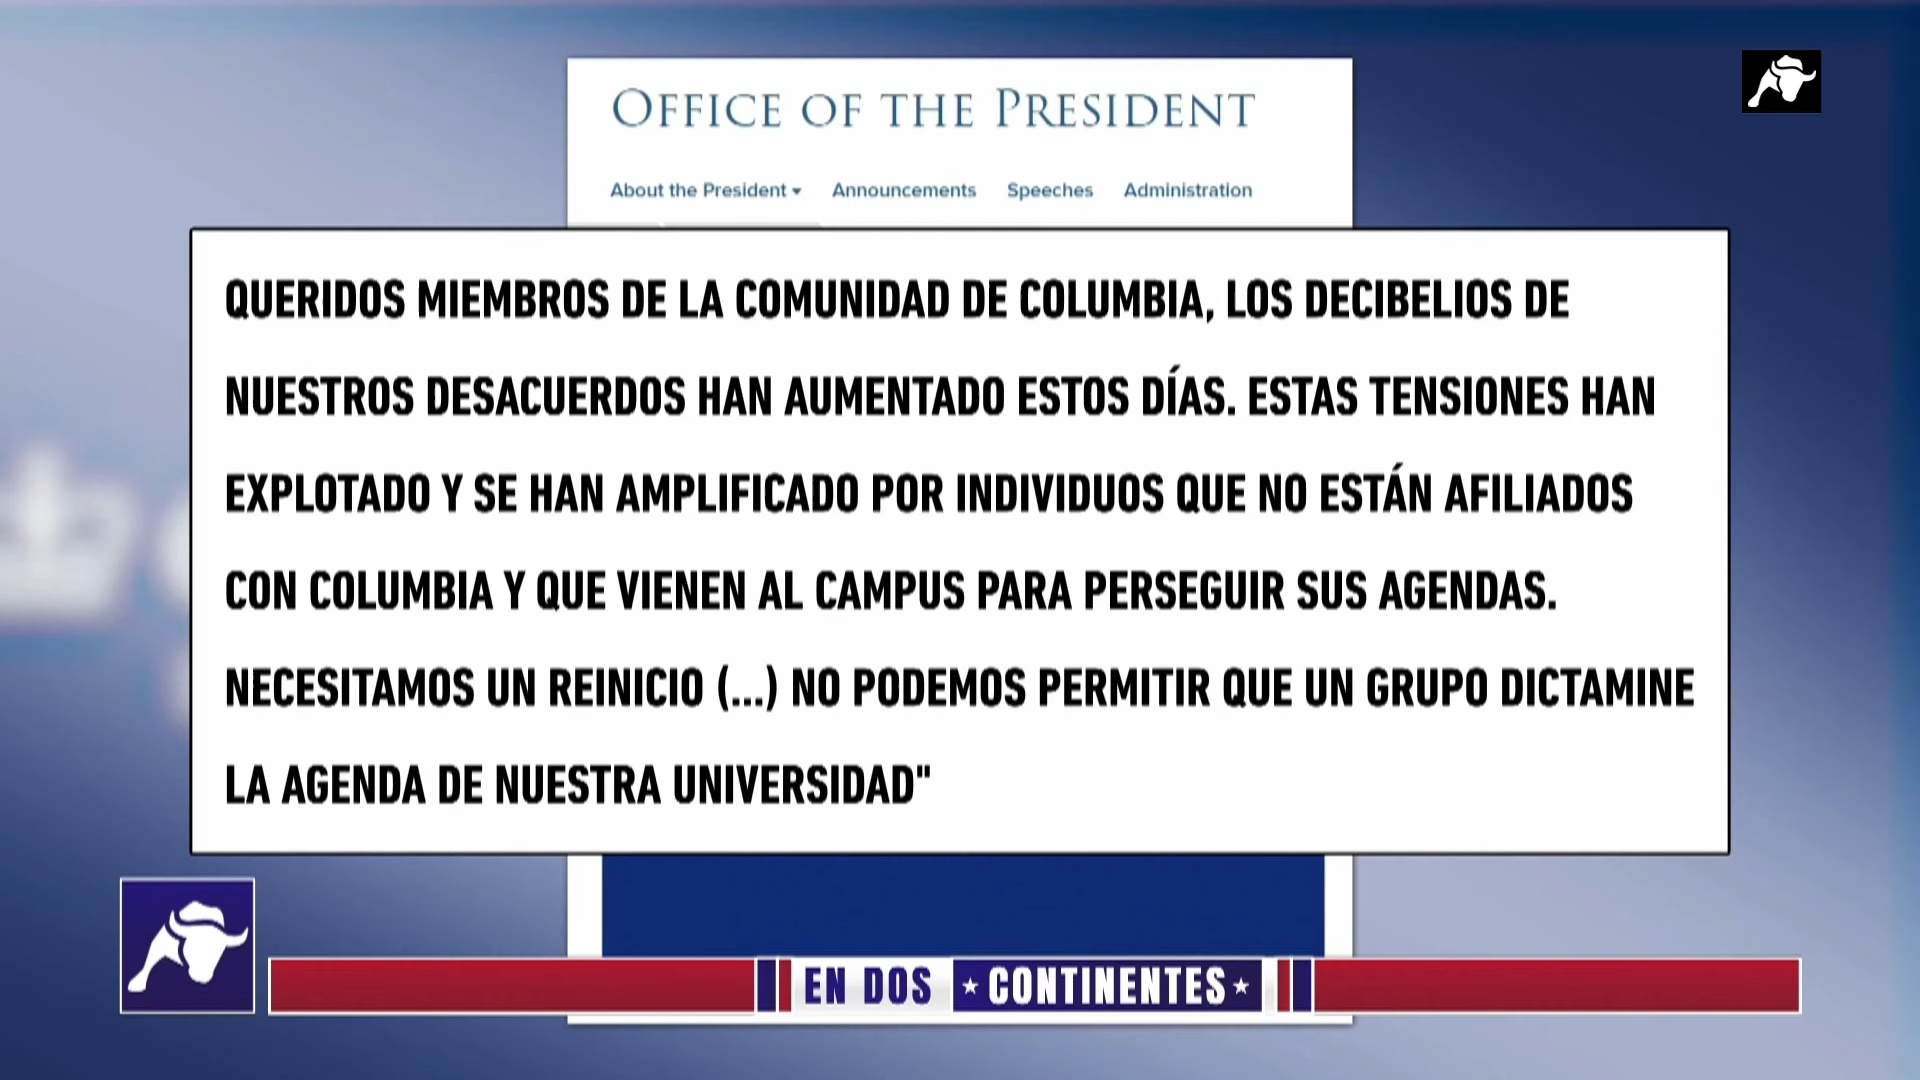 OFFICE OF THE PRESIDENT
About the President Announcements Speeches Administration
QUERIDOS MIEMBROS DE LA COMUNIDAD DE COLUMBIA, LOS DECIBELIOS DE
NUESTROS DESACUERDOS HAN AUMENTADO ESTOS DÍAS. ESTAS TENSIONES HAN
EXPLOTADO Y SE HAN AMPLIFICADO POR INDIVIDUOS QUE NO ESTÁN AFILIADOS
CON COLUMBIA Y QUE VIENEN AL CAMPUS PARA PERSEGUIR SUS AGENDAS.
NECESITAMOS UN REINICIO (...) NO PODEMOS PERMITIR QUE UN GRUPO DICTAMINE
LA AGENDA DE NUESTRA UNIVERSIDAD"
EN DOS CONTINENTES